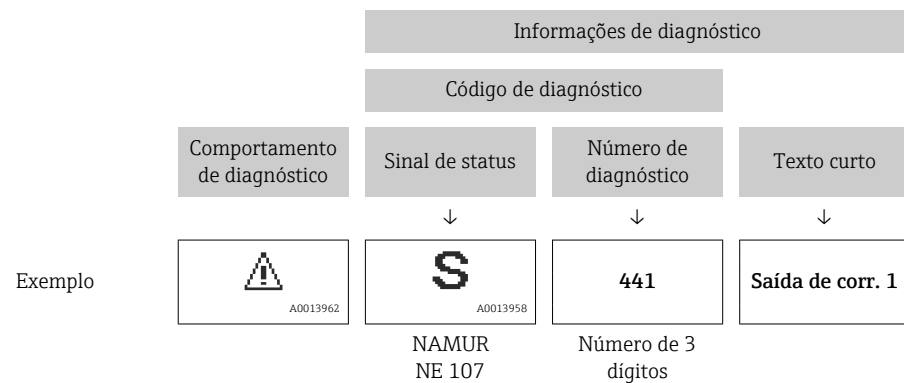 Informações de diagnóstico
Código de diagnóstico
Comportamento
de diagnóstico
Sinal de status
Número de
diagnóstico
Texto curto
↓
↓
↓
Exemplo
A0013962
S
A0013958
441
Saída de corr. 1
NAMUR
NE 107
Número de 3
dígitos